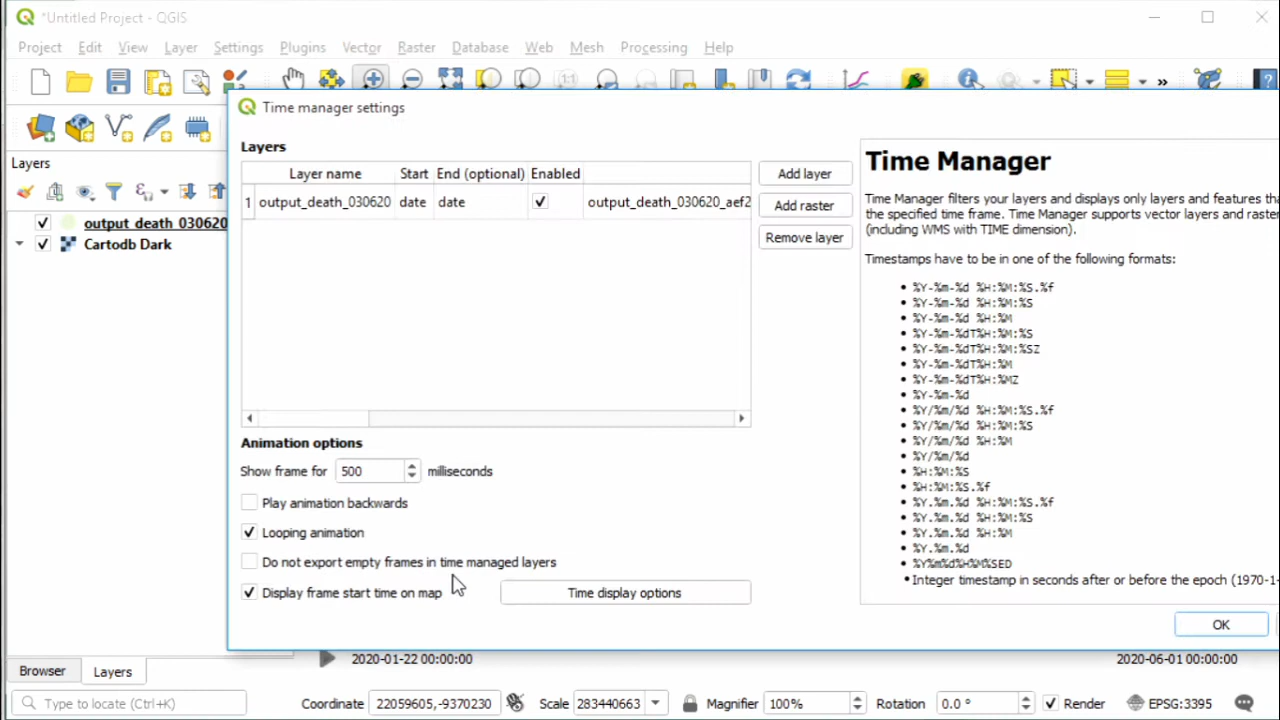 *Untitled Project - QGIS
Project Edit View Layer Settings Plugins Vector Raster Database Web Mesh Processing Help
1:1
»
Time manager settings
Layers
Layers
Layer name Start End (optional) Enabled
1 output_death_030620 date date output_death_030620_aef2
Add layer
Add raster
Remove layer
output_death_030620
Cartodb Dark
Time Manager
Time Manager filters your layers and displays only layers and features tha
the specified time frame. Time Manager supports vector layers and raster
(including WMS with TIME dimension).
Timestamps have to be in one of the following formats:
• %Y-%m-%d %H:%M:%S.%f
• %Y-%m-%d %H:%M:%S
• %Y-%m-%d %H:%M
• %Y-%m-%dT%H:%M:%S
• %Y-%m-%dT%H:%M:%SZ
• %Y-%m-%dT%H:%M
• %Y-%m-%dT%H:%MZ
• %Y-%m-%d
• %Y/%m/%d %H:%M:%S.%f
• %Y/%m/%d %H:%M:%S
• %Y/%m/%d %H:%M
• %Y/%m/%d
• %H:%M:%S
• %H:%M:%S.%f
• %Y.%m.%d %H:%M:%S.%f
• %Y.%m.%d %H:%M:%S
• %Y.%m.%d %H:%M
• %Y.%m.%d
• %Y%m%d%H%M%SED
• Integer timestamp in seconds after or before the epoch (1970-1-
Animation options
Show frame for 500 milliseconds
Play animation backwards
Looping animation
Do not export empty frames in time managed layers
Display frame start time on map Time display options
OK
2020-01-22 00:00:00 2020-06-01 00:00:00
Browser Layers
Type to locate (Ctrl+K) Coordinate 22059605,-9370230 Scale 283440663 Magnifier 100% Rotation 0.0 ° Render EPSG:3395